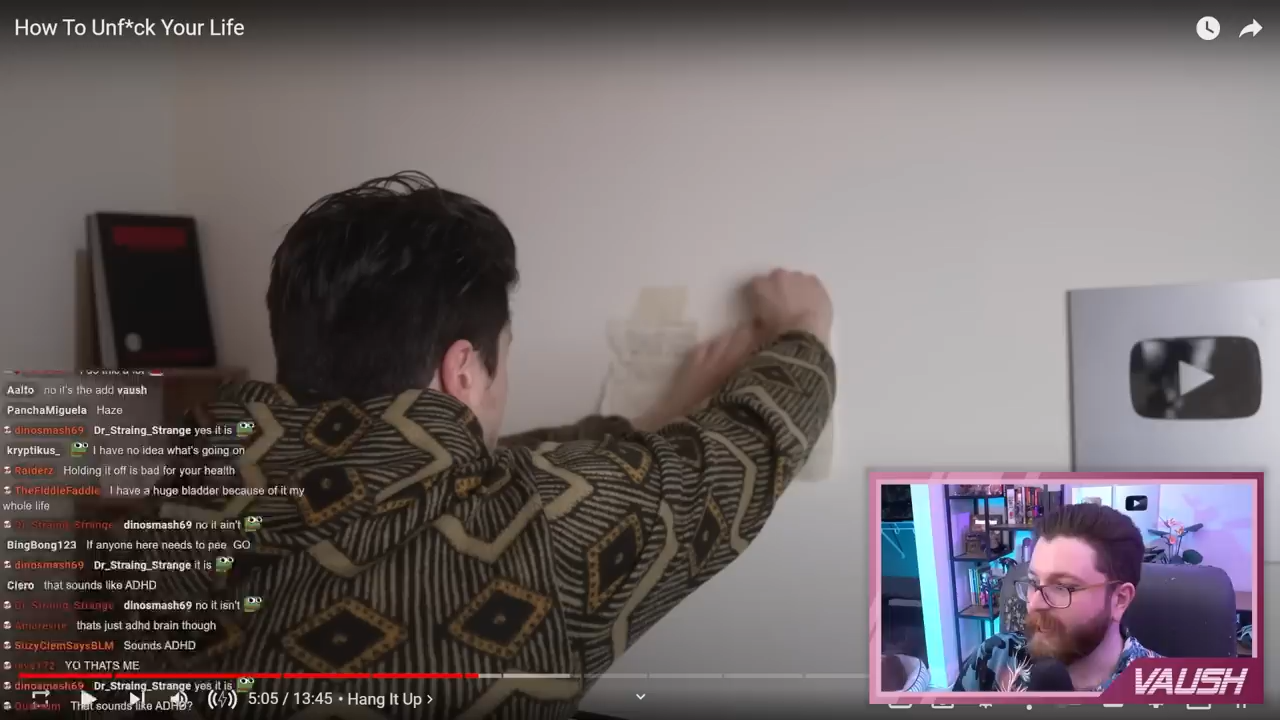 How To Unf*ck Your Life
Aalto no it's the add vaush
PanchaMiguela Haze
dinosmash69 Dr_Straing_Strange yes it is
kryptikus_ I have no idea what's going on
Raiderz Holding it off is bad for your health
TheFiddleFaddle I have a huge bladder because of it my
whole life
Dr_Straing_Strange dinosmash69 no it ain't
BingBong123 If anyone here needs to pee GO
dinosmash69 Dr_Straing_Strange it is
Clero that sounds like ADHD
Dr_Straing_Strange dinosmash69 no it isn't
thats just adhd brain though
SuzyClemSaysBLM Sounds ADHD
YO THATS ME
dinosmash69 Dr_Straing_Strange yes it is
That sounds like ADHD?
5:05 / 13:45 • Hang It Up
VAUSH